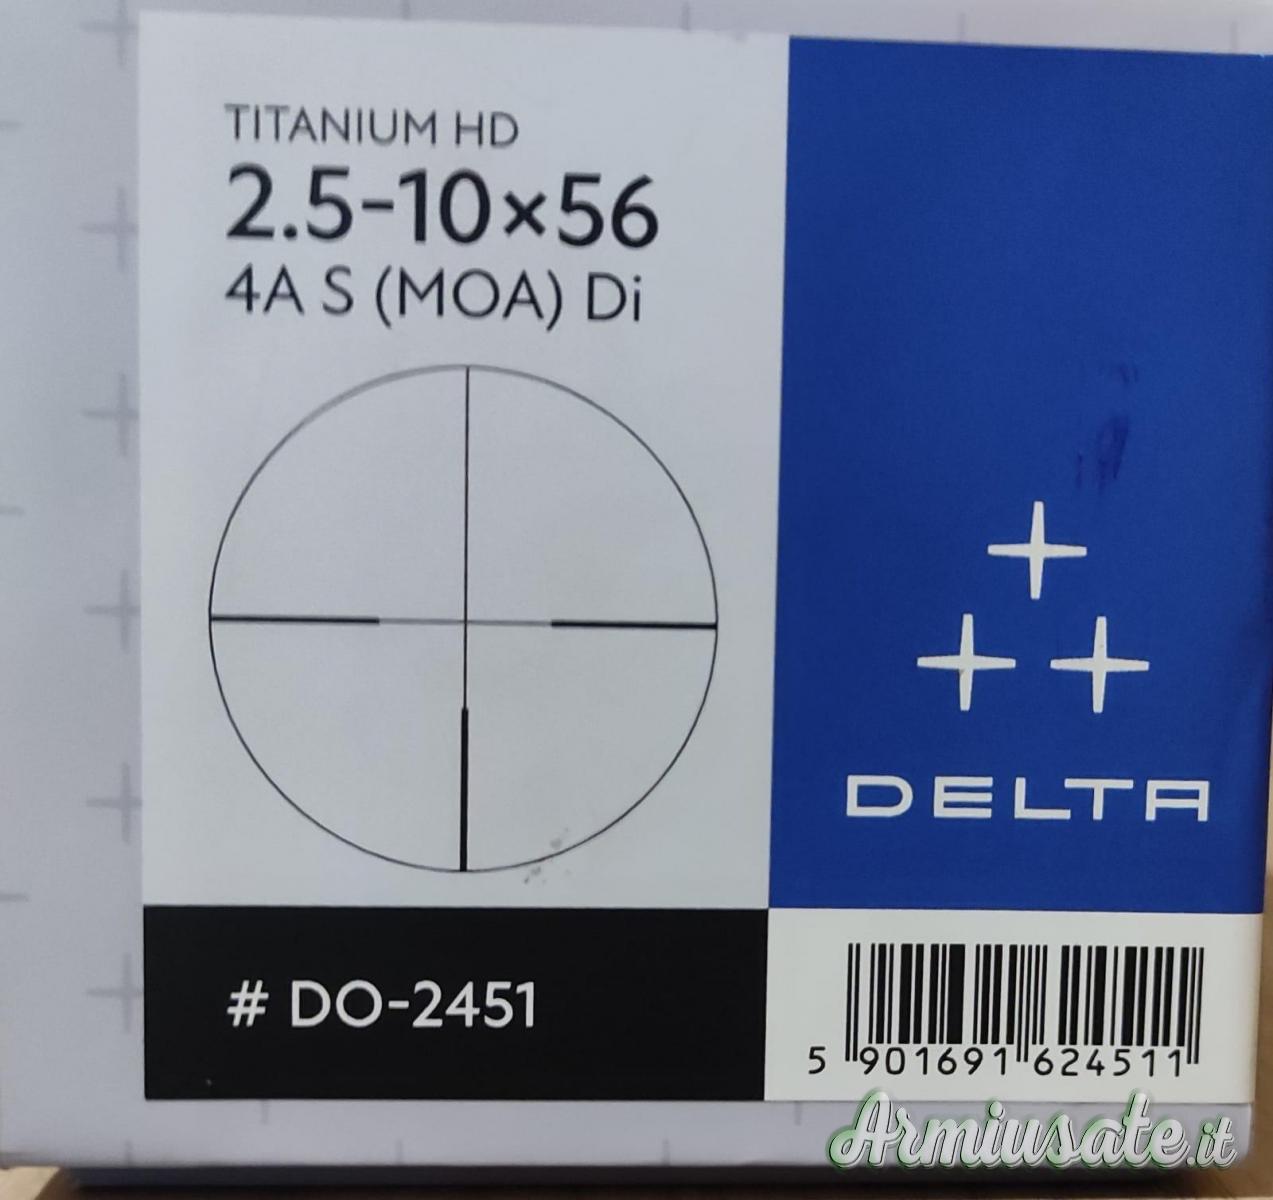 TITANIUM HD
2.5-10×56
4A S (MOA) Di
DELTA
# DO-2451
5 901691 624511
Armiusate.it